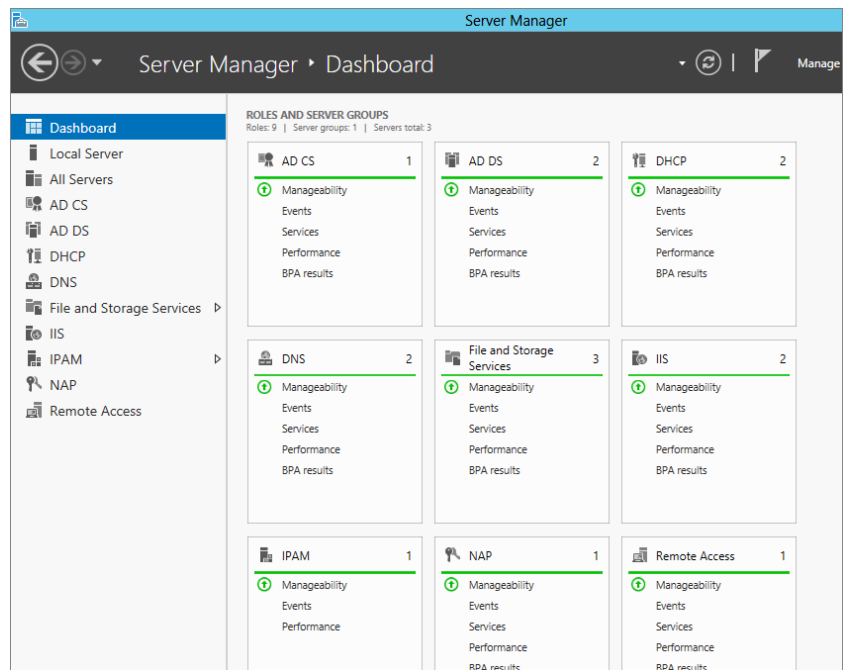 Server Manager
Server Manager ‣ Dashboard
Manage
Dashboard
Local Server
All Servers
AD CS
AD DS
DHCP
DNS
File and Storage Services
IIS
IPAM
NAP
Remote Access
ROLES AND SERVER GROUPS
Roles: 9 | Server groups: 1 | Servers total: 3
AD CS 1
Manageability
Events
Services
Performance
BPA results
AD DS 2
Manageability
Events
Services
Performance
BPA results
DHCP 2
Manageability
Events
Services
Performance
BPA results
DNS 2
Manageability
Events
Services
Performance
BPA results
File and Storage
Services 3
Manageability
Events
Services
Performance
BPA results
IIS 2
Manageability
Events
Services
Performance
BPA results
IPAM 1
Manageability
Events
Performance
NAP 1
Manageability
Events
Services
Performance
BPA results
Remote Access 1
Manageability
Events
Services
Performance
BPA results